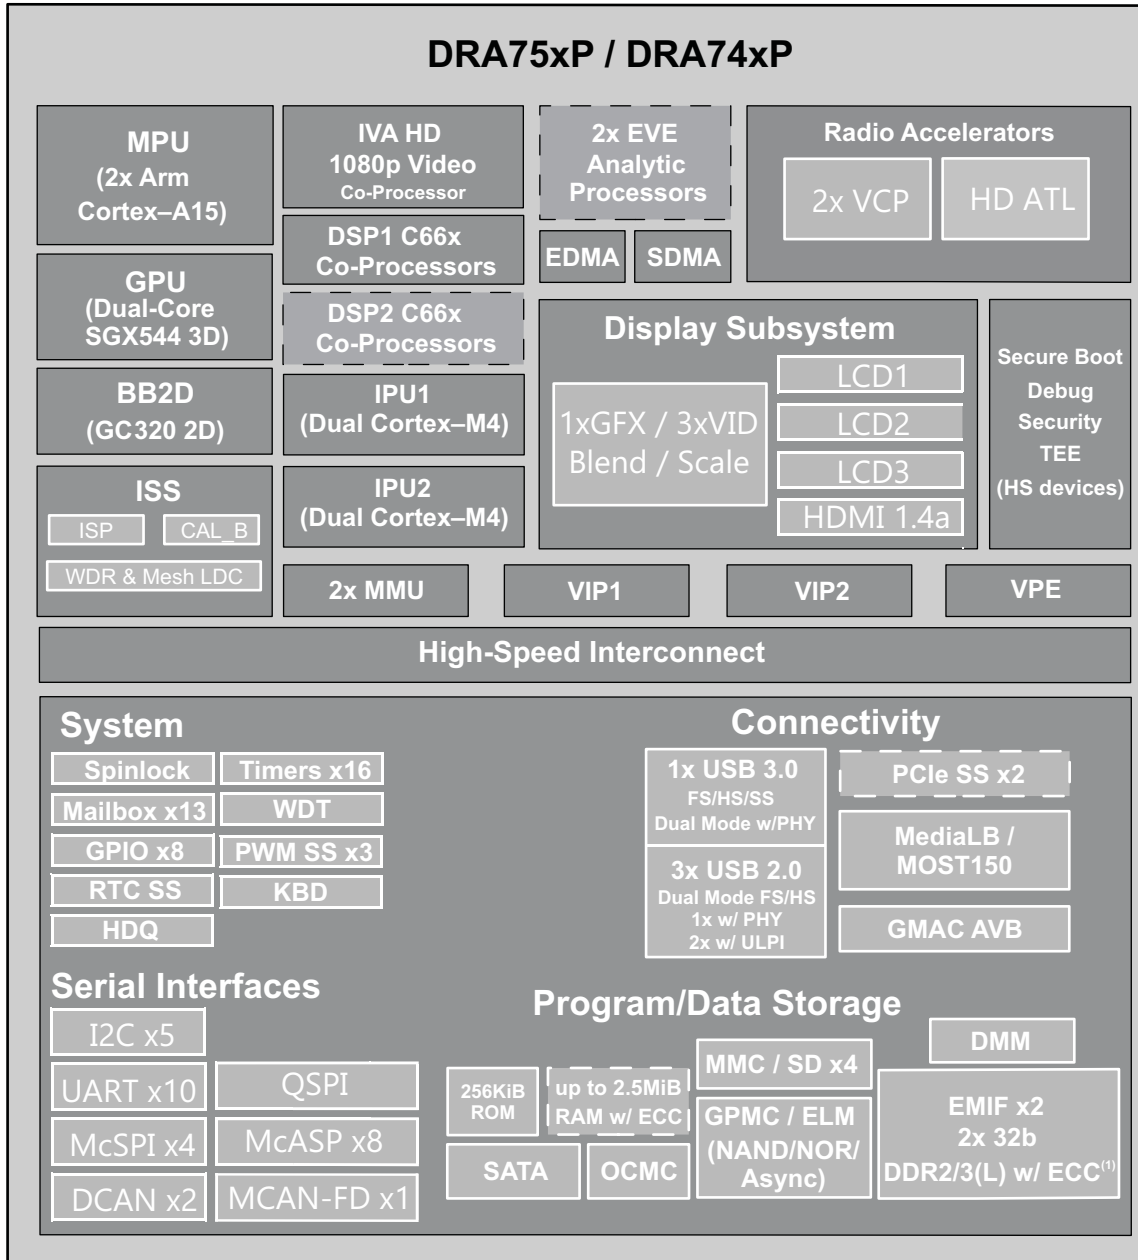 DRA75xP / DRA74xP
MPU
(2x Arm
Cortex–A15)
GPU
(Dual-Core
SGX544 3D)
BB2D
(GC320 2D)
ISS
ISP
CAL_B
WDR & Mesh LDC
IVA HD
1080p Video
Co-Processor
DSP1 C66x
Co-Processors
DSP2 C66x
Co-Processors
IPU1
(Dual Cortex–M4)
IPU2
(Dual Cortex–M4)
2x EVE
Analytic
Processors
EDMA
SDMA
Radio Accelerators
2x VCP
HD ATL
Display Subsystem
1xGFX / 3xVID
Blend / Scale
LCD1
LCD2
LCD3
HDMI 1.4a
Secure Boot
Debug
Security
TEE
(HS devices)
2x MMU
VIP1
VIP2
VPE
High-Speed Interconnect
System
Spinlock
Timers x16
Mailbox x13
WDT
GPIO x8
PWM SS x3
RTC SS
KBD
HDQ
Connectivity
1x USB 3.0
FS/HS/SS
Dual Mode w/PHY
3x USB 2.0
Dual Mode FS/HS
1x w/ PHY
2x w/ ULPI
PCIe SS x2
MediaLB /
MOST150
GMAC AVB
Serial Interfaces
I2C x5
UART x10
QSPI
McSPI x4
McASP x8
DCAN x2
MCAN-FD x1
Program/Data Storage
256KiB
ROM
up to 2.5MiB
RAM w/ ECC
SATA
OCMC
MMC / SD x4
GPMC / ELM
(NAND/NOR/
Async)
DMM
EMIF x2
2x 32b
DDR2/3(L) w/ ECC(1)